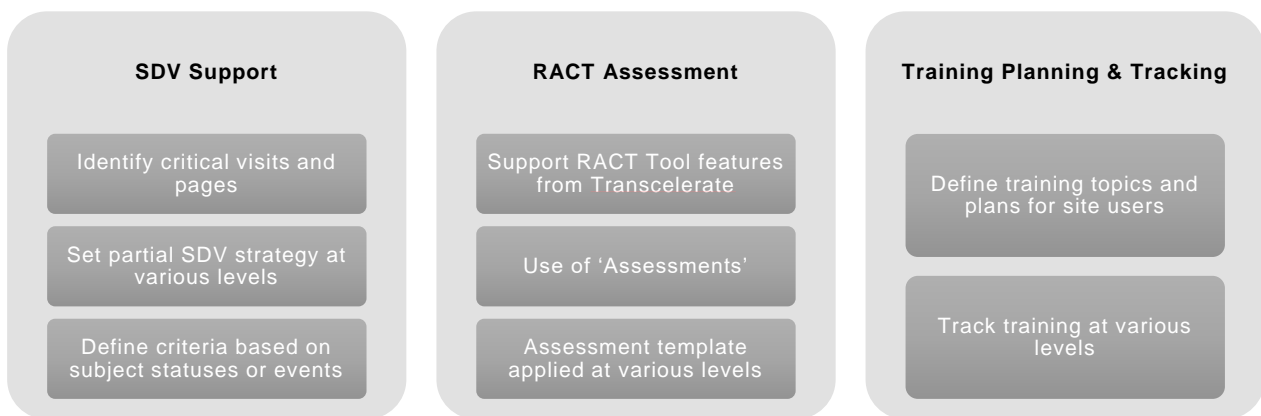 SDV Support
Identify critical visits and
pages
Set partial SDV strategy at
various levels
Define criteria based on
subject statuses or events
RACT Assessment
Support RACT Tool features
from Transcelerate
Use of ‘Assessments’
Assessment template
applied at various levels
Training Planning & Tracking
Define training topics and
plans for site users
Track training at various
levels